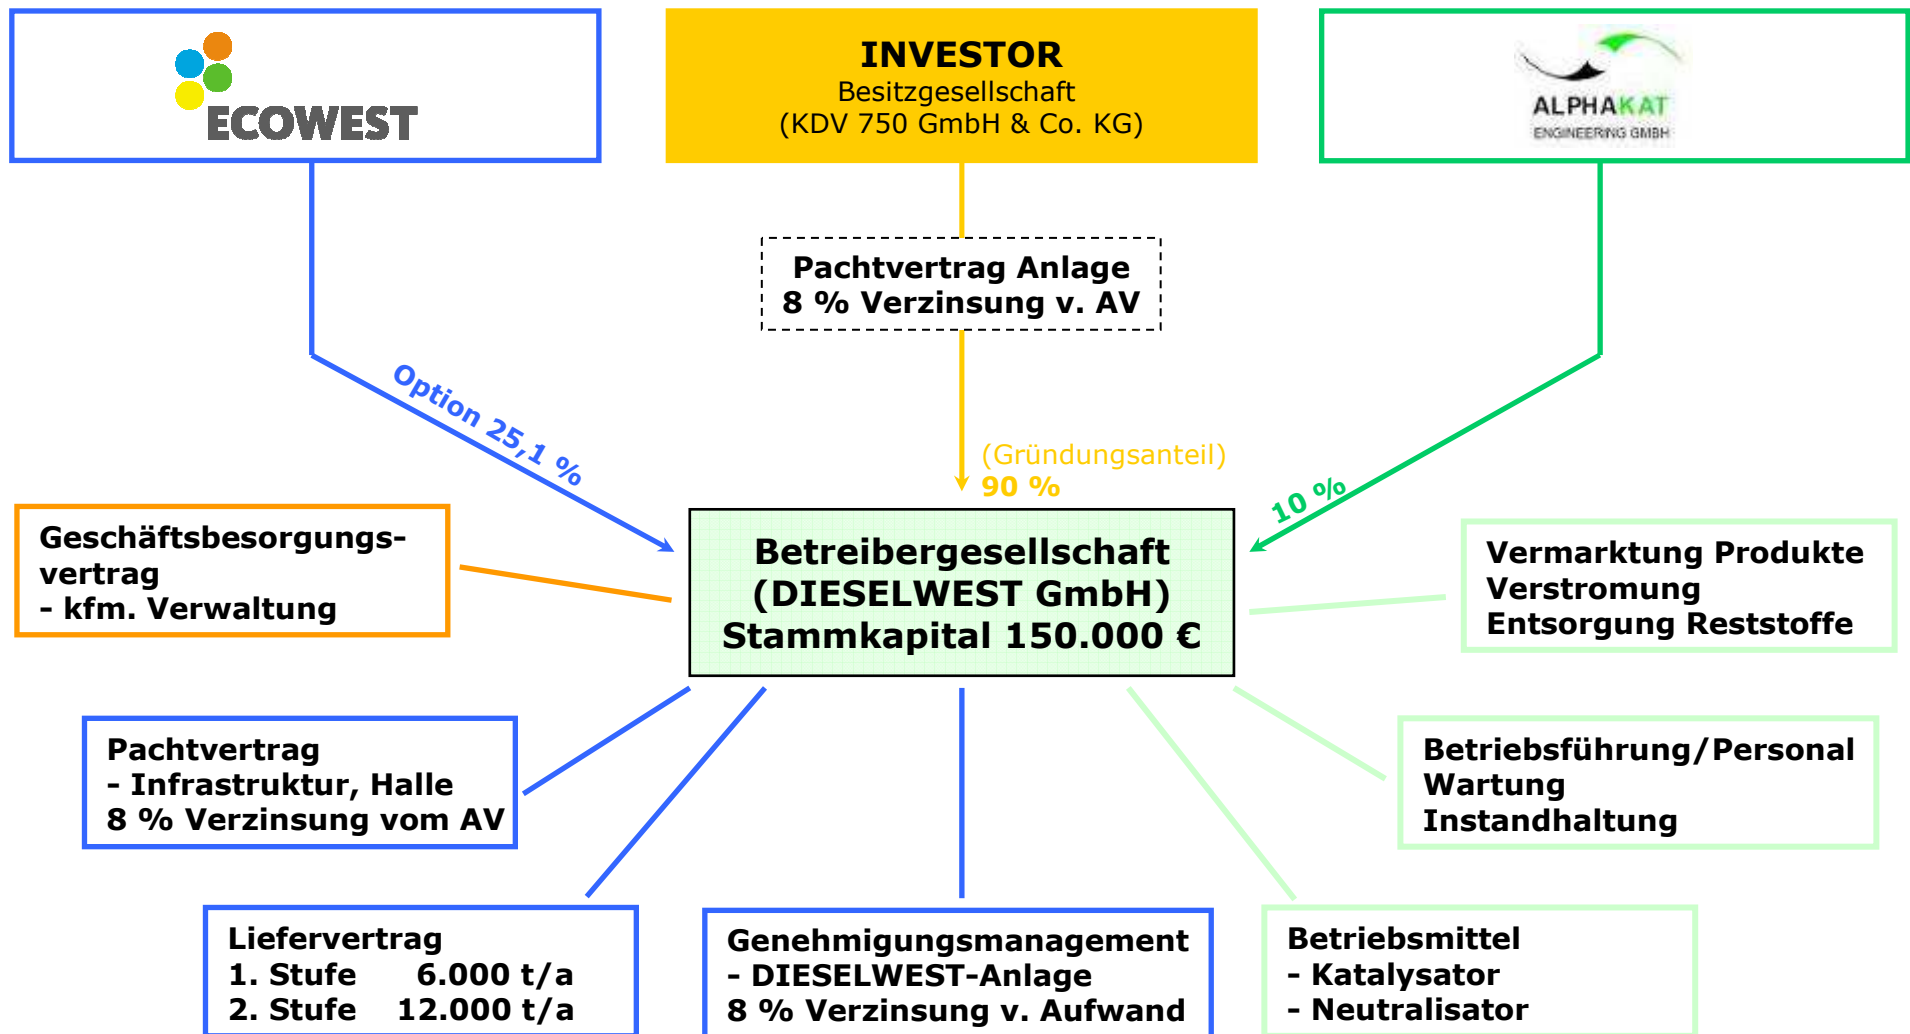 ECOWEST
INVESTOR
Besitzgesellschaft
(KDV 750 GmbH & Co. KG)
ALPHAKAT
ENGINEERING GMBH
Pachtvertrag Anlage
8 % Verzinsung v. AV
Option 25,1 %
(Gründungsanteil)
90 %
10 %
Geschäftsbesorgungs-
vertrag
- kfm. Verwaltung
Betreibergesellschaft
(DIESELWEST GmbH)
Stammkapital 150.000 €
Vermarktung Produkte
Verstromung
Entsorgung Reststoffe
Pachtvertrag
- Infrastruktur, Halle
8 % Verzinsung vom AV
Betriebsführung/Personal
Wartung
Instandhaltung
Liefervertrag
1. Stufe 6.000 t/a
2. Stufe 12.000 t/a
Genehmigungsmanagement
- DIESELWEST-Anlage
8 % Verzinsung v. Aufwand
Betriebsmittel
- Katalysator
- Neutralisator